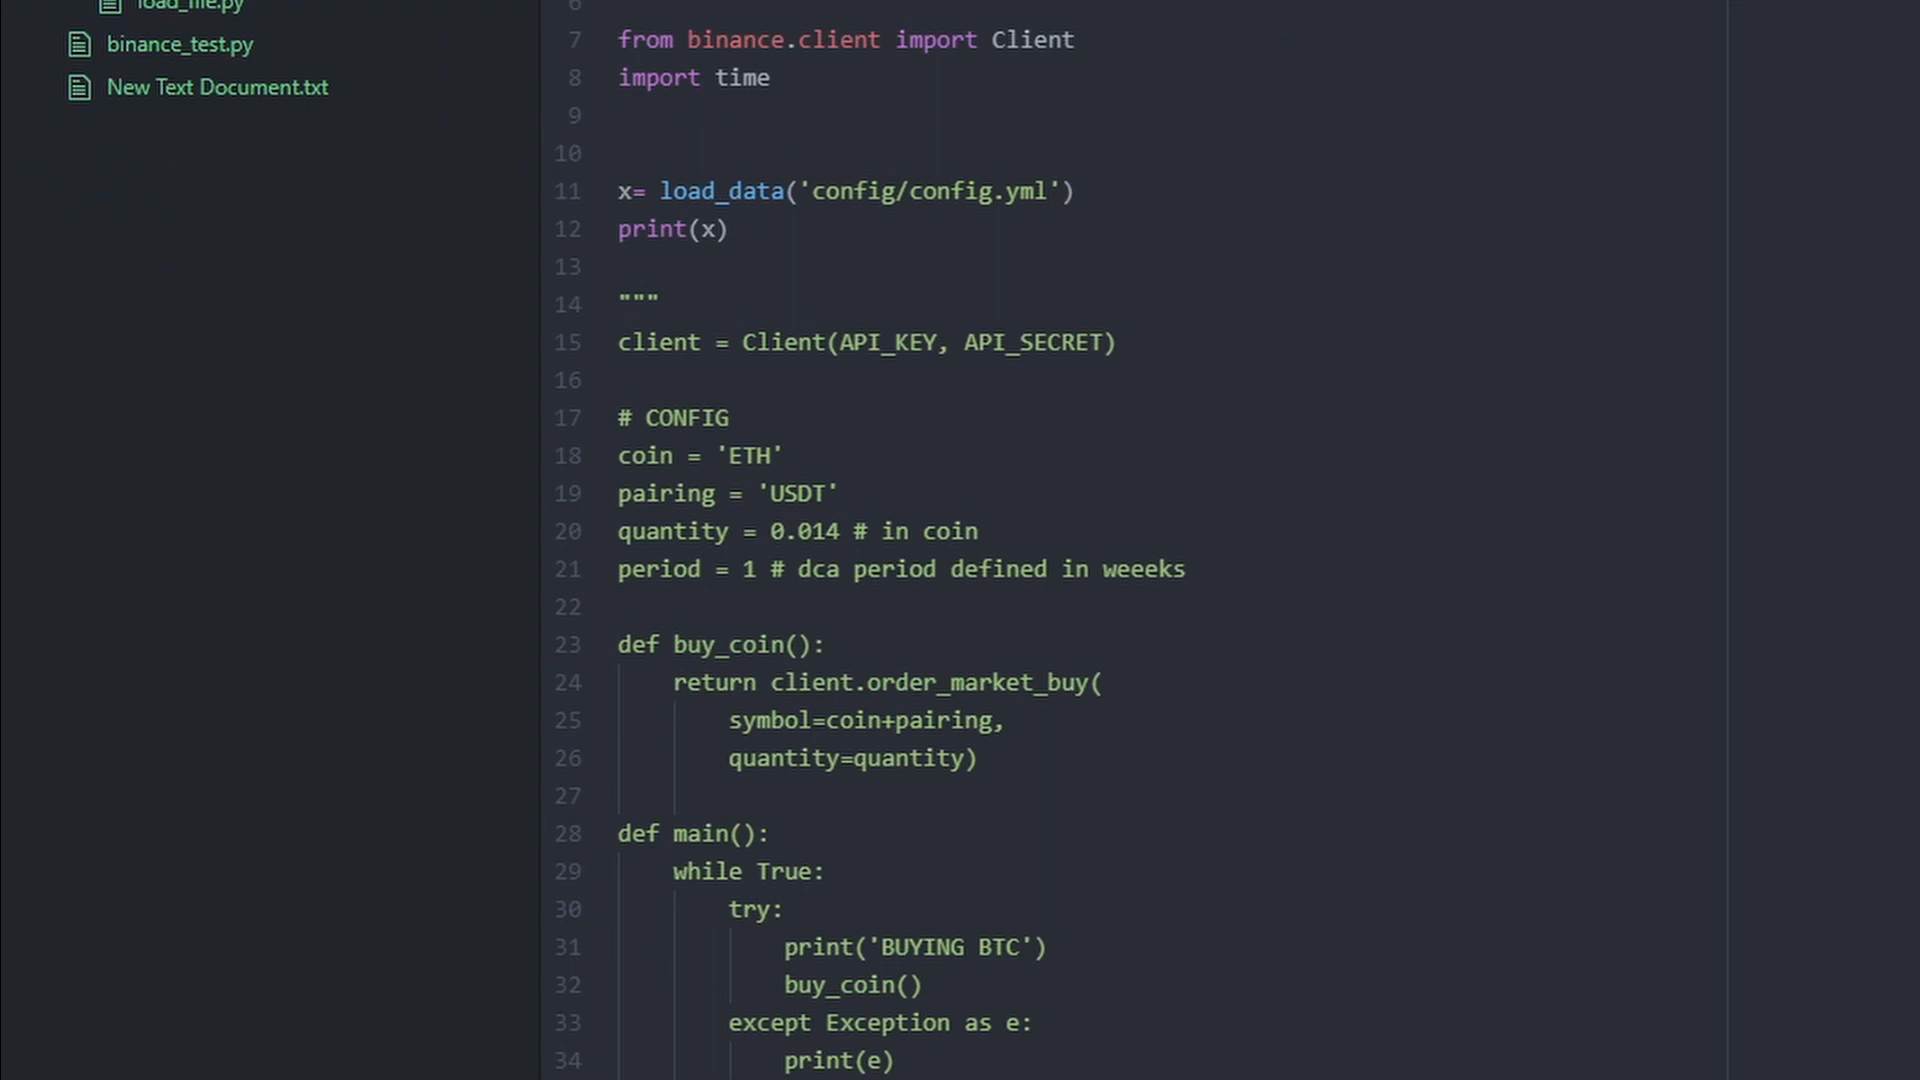 load_file.py
binance_test.py
New Text Document.txt
6
7 from binance.client import Client
8 import time
9
10
11 x= load_data('config/config.yml')
12 print(x)
13
14 """
15 client = Client(API_KEY, API_SECRET)
16
17 # CONFIG
18 coin = 'ETH'
19 pairing = 'USDT'
20 quantity = 0.014 # in coin
21 period = 1 # dca period defined in weeeks
22
23 def buy_coin():
24 return client.order_market_buy(
25 symbol=coin+pairing,
26 quantity=quantity)
27
28 def main():
29 while True:
30 try:
31 print('BUYING BTC')
32 buy_coin()
33 except Exception as e:
34 print(e)